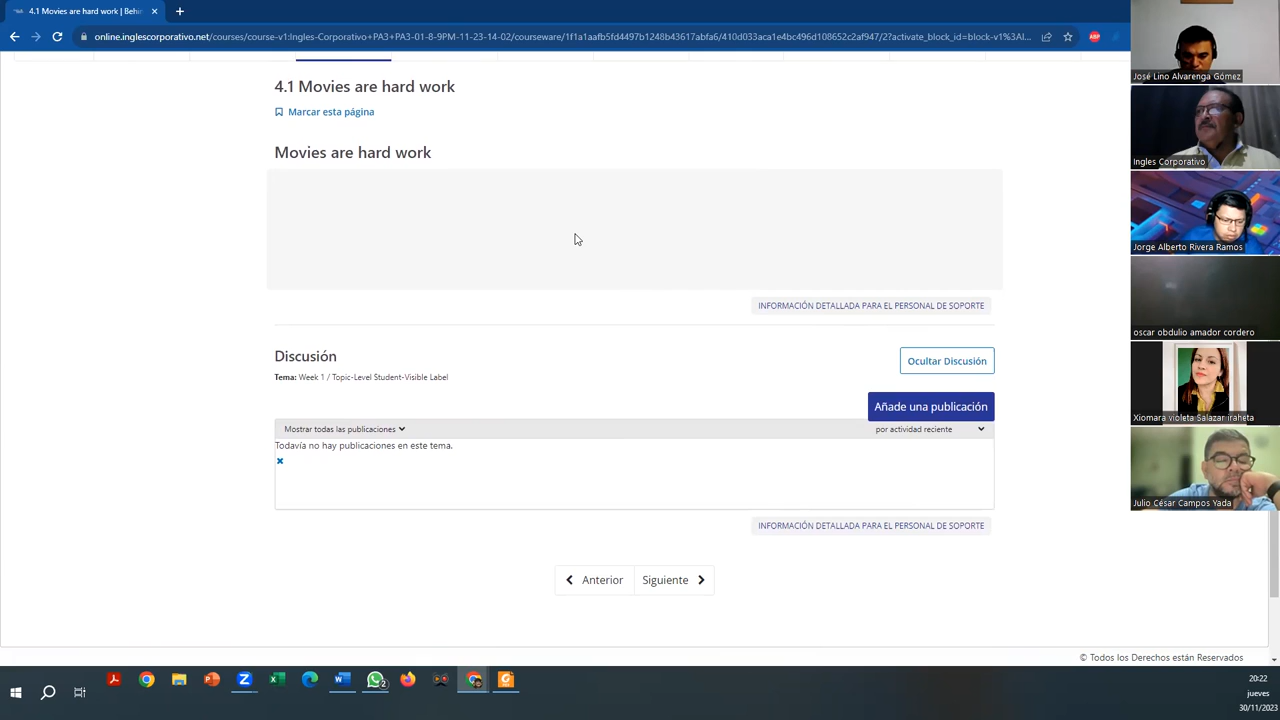 4.1 Movies are hard work | Behi
online.inglescorporativo.net/courses/course-v1:Ingles-Corporativo+PA3+PA3-01-8-9PM-11-23-14-02/courseware/1f1a1aafb5fd4497b1248b43617abfa6/410d033aca1e4bc496d108652c2af947/2?activate_block_id=block-v1%3Al...
ABP
4.1 Movies are hard work
Marcar esta página
Movies are hard work
INFORMACIÓN DETALLADA PARA EL PERSONAL DE SOPORTE
Discusión
Ocultar Discusión
Tema: Week 1 / Topic-Level Student-Visible Label
Añade una publicación
Mostrar todas las publicaciones
por actividad reciente
Todavía no hay publicaciones en este tema.
INFORMACIÓN DETALLADA PARA EL PERSONAL DE SOPORTE
Anterior
Siguiente
© Todos los Derechos están Reservados
José Lino Alvarenga Gómez
Ingles Corporativo
Jorge Alberto Rivera Ramos
oscar obdulio amador cordero
Xiomara violeta Salazar iraheta
Julio César Campos Yada
2
20:22
jueves
30/11/2023